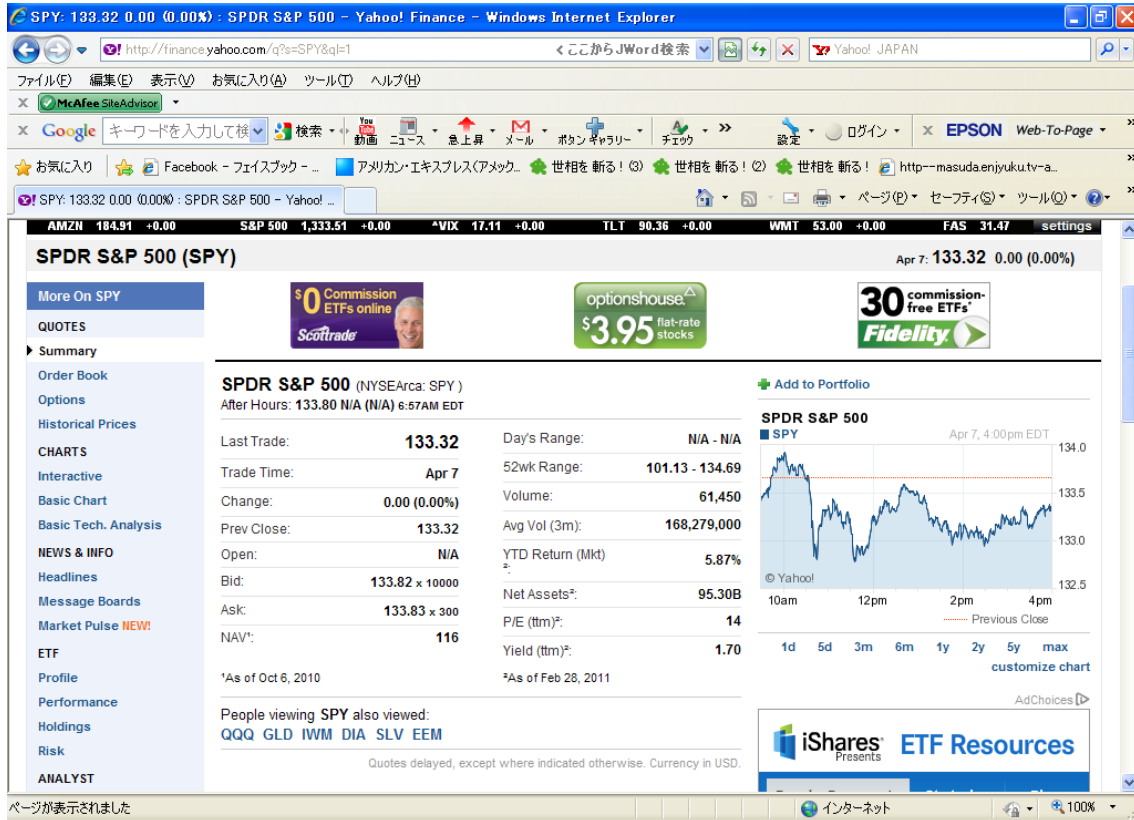 SPY: 133.32 0.00 (0.00%) : SPDR S&P 500 - Yahoo! Finance - Windows Internet Explorer
http://finance.yahoo.com/q?s=SPY&ql=1
くここからJWord検索
Yahoo! JAPAN
ファイル(F) 編集(E) 表示(V) お気に入り(A) ツール(T) ヘルプ(H)
x McAfee SiteAdvisor
x Google キーワードを入力して検 検索 You Tube 動画 ニュース 急上昇 メール ボタン ギャラリー チェック » 設定 ログイン x EPSON Web-To-Page »
お気に入り Facebook - フェイスブック - ... アメリカン・エキスプレス(アメック... 世相を 斬る! (3) 世相を 斬る! (2) 世相を 斬る! http--masuda.enjyuku.tv-a... »
SPY: 133.32 0.00 (0.00%) : SPDR S&P 500 - Yahoo! ...
ページ(P) セーフティ(S) ツール(O) »
AMZN 184.91 +0.00 S&P 500 1,333.51 +0.00 ^VIX 17.11 +0.00 TLT 90.36 +0.00 WMT 53.00 +0.00 FAS 31.47 settings
SPDR S&P 500 (SPY)
Apr 7: 133.32 0.00 (0.00%)
More On SPY
QUOTES
Summary
Order Book
Options
Historical Prices
CHARTS
Interactive
Basic Chart
Basic Tech. Analysis
NEWS & INFO
Headlines
Message Boards
Market Pulse NEW!
ETF
Profile
Performance
Holdings
Risk
ANALYST
$0 Commission
ETFs online
Scottrade
optionshouse
$3.95 flat-rate stocks
30 commission-free ETFs*
Fidelity
SPDR S&P 500 (NYSEArca: SPY )
After Hours: 133.80 N/A (N/A) 6:57AM EDT
Last Trade: 133.32
Trade Time: Apr 7
Change: 0.00 (0.00%)
Prev Close: 133.32
Open: N/A
Bid: 133.82 x 10000
Ask: 133.83 x 300
NAV¹: 116
¹As of Oct 6, 2010
Day's Range: N/A - N/A
52wk Range: 101.13 - 134.69
Volume: 61,450
Avg Vol (3m): 168,279,000
YTD Return (Mkt)
²: 5.87%
Net Assets²: 95.30B
P/E (ttm)²: 14
Yield (ttm)²: 1.70
²As of Feb 28, 2011
People viewing SPY also viewed:
QQQ GLD IWM DIA SLV EEM
Quotes delayed, except where indicated otherwise. Currency in USD.
Add to Portfolio
SPDR S&P 500
SPY
Apr 7, 4:00pm EDT
134.0
133.5
133.0
132.5
© Yahoo!
10am 12pm 2pm 4pm
Previous Close
1d 5d 3m 6m 1y 2y 5y max
customize chart
AdChoices
iShares
Presents
ETF Resources
ページが表示されました
インターネット
100%